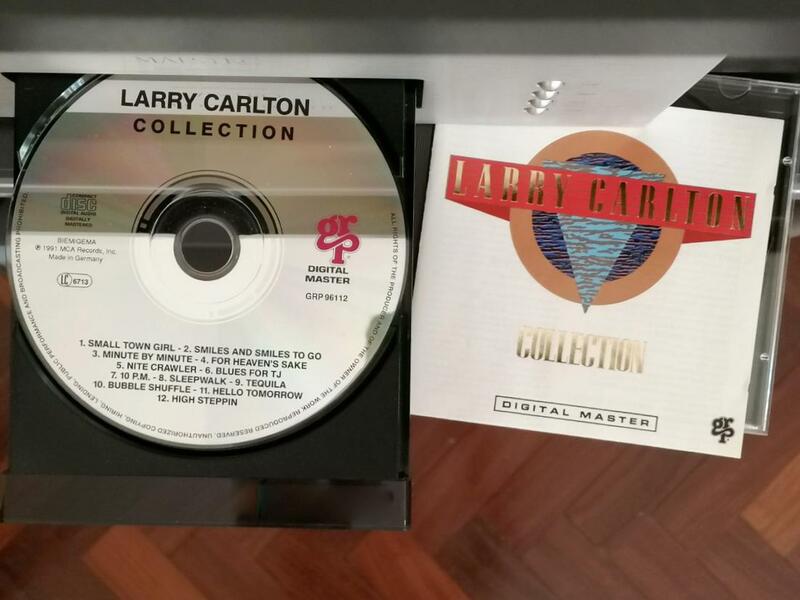 LARRY CARLTON
COLLECTION
COMPACT
disc
DIGITAL AUDIO
DIGITALLY
MASTERED
BIEM/GEMA
℗ 1991 MCA Records, Inc.
Made in Germany
LC 6713
grp
DIGITAL
MASTER
GRP 96112
1. SMALL TOWN GIRL - 2. SMILES AND SMILES TO GO
3. MINUTE BY MINUTE - 4. FOR HEAVEN'S SAKE
5. NITE CRAWLER - 6. BLUES FOR TJ
7. 10 P.M. - 8. SLEEPWALK - 9. TEQUILA
10. BUBBLE SHUFFLE - 11. HELLO TOMORROW
12. HIGH STEPPIN
ALL RIGHTS OF THE PRODUCER AND OF THE OWNER OF THE WORK REPRODUCED RESERVED. UNAUTHORIZED COPYING, HIRING, LENDING, PUBLIC PERFORMANCE AND BROADCASTING PROHIBITED.
LARRY CARLTON
COLLECTION
DIGITAL MASTER
grp